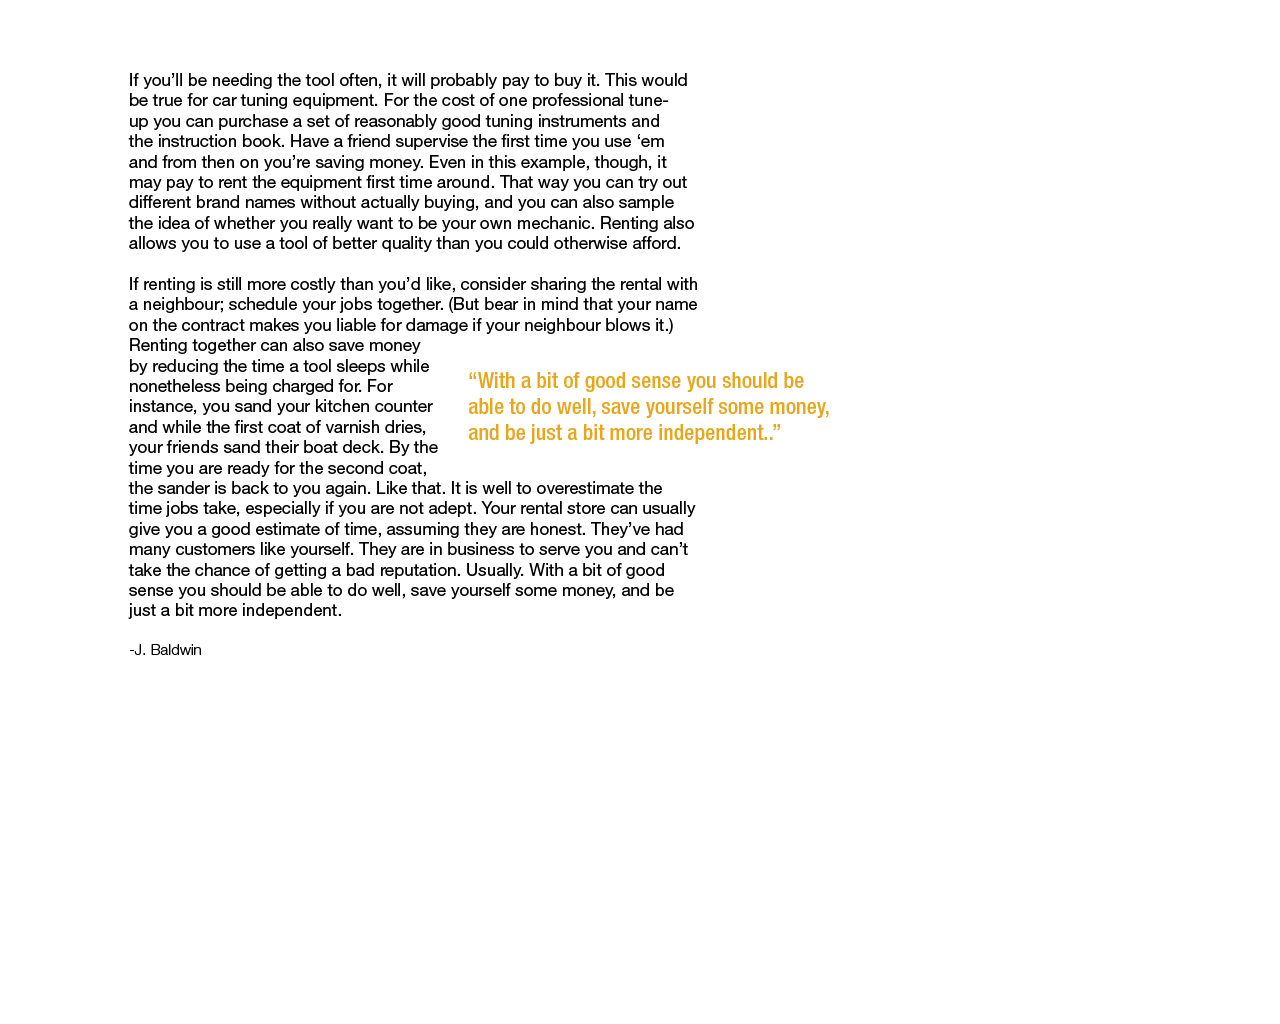 If you’ll be needing the tool often, it will probably pay to buy it. This would
be true for car tuning equipment. For the cost of one professional tune-
up you can purchase a set of reasonably good tuning instruments and
the instruction book. Have a friend supervise the first time you use ‘em
and from then on you’re saving money. Even in this example, though, it
may pay to rent the equipment first time around. That way you can try out
different brand names without actually buying, and you can also sample
the idea of whether you really want to be your own mechanic. Renting also
allows you to use a tool of better quality than you could otherwise afford.

If renting is still more costly than you’d like, consider sharing the rental with
a neighbour; schedule your jobs together. (But bear in mind that your name
on the contract makes you liable for damage if your neighbour blows it.)
Renting together can also save money
by reducing the time a tool sleeps while
nonetheless being charged for. For
instance, you sand your kitchen counter
and while the first coat of varnish dries,
your friends sand their boat deck. By the
time you are ready for the second coat,
the sander is back to you again. Like that. It is well to overestimate the
time jobs take, especially if you are not adept. Your rental store can usually
give you a good estimate of time, assuming they are honest. They’ve had
many customers like yourself. They are in business to serve you and can’t
take the chance of getting a bad reputation. Usually. With a bit of good
sense you should be able to do well, save yourself some money, and be
just a bit more independent.

-J. Baldwin

“With a bit of good sense you should be
able to do well, save yourself some money,
and be just a bit more independent..”